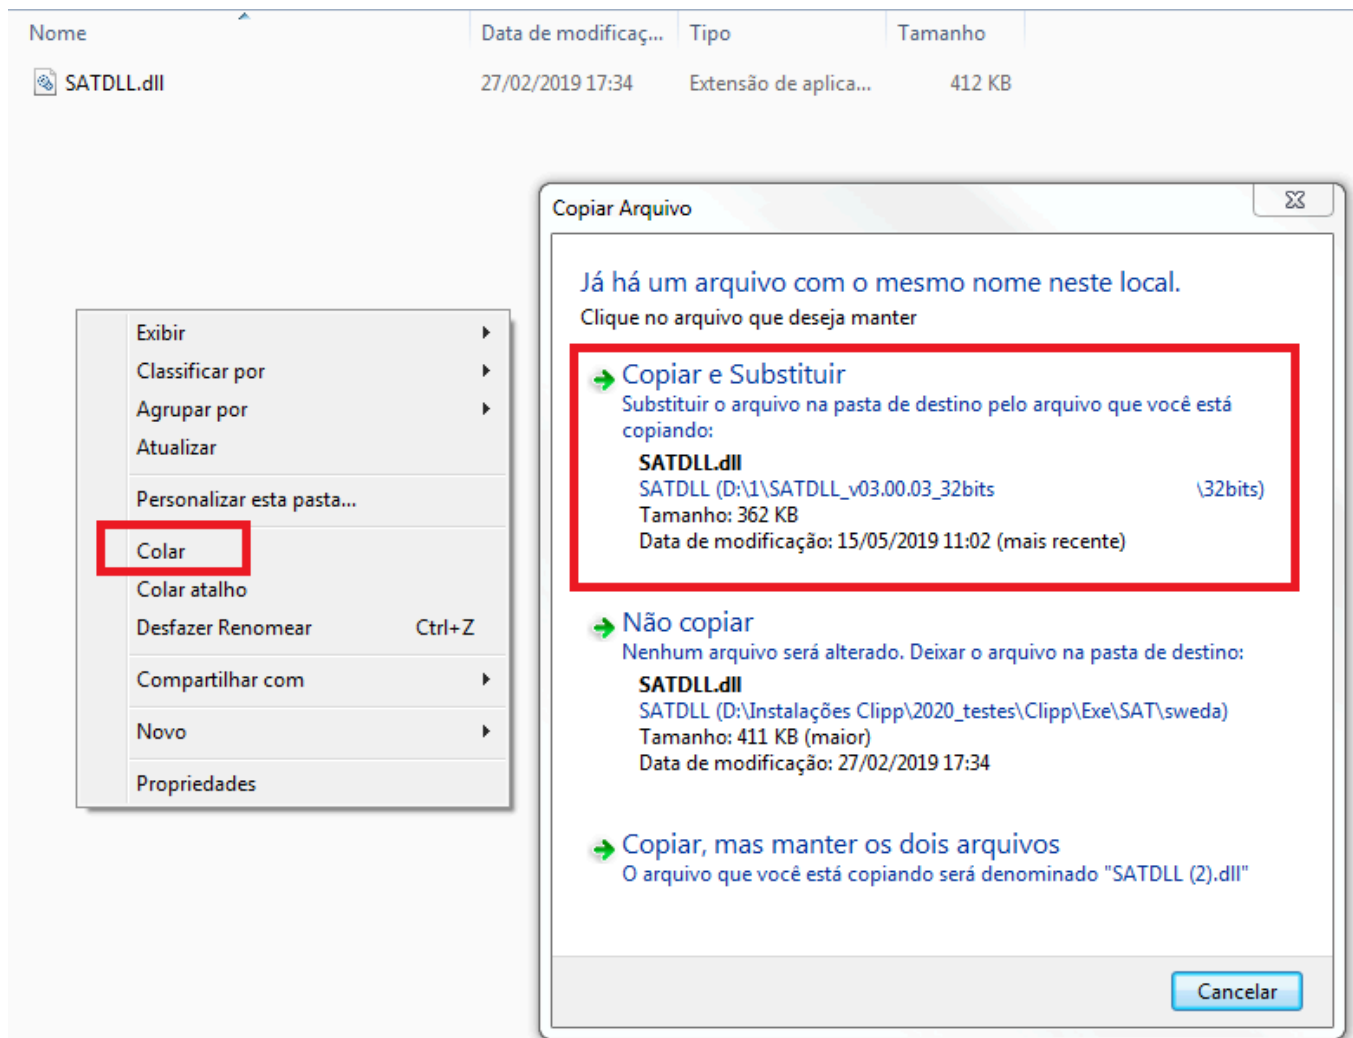 Nome Data de modificaç... Tipo Tamanho
SATDLL.dll 27/02/2019 17:34 Extensão de aplica... 412 KB
Exibir
Classificar por
Agrupar por
Atualizar
Personalizar esta pasta...
Colar
Colar atalho
Desfazer Renomear Ctrl+Z
Compartilhar com
Novo
Propriedades
Copiar Arquivo
Já há um arquivo com o mesmo nome neste local.
Clique no arquivo que deseja manter
Copiar e Substituir
Substituir o arquivo na pasta de destino pelo arquivo que você está
copiando:
SATDLL.dll
SATDLL (D:\1\SATDLL_v03.00.03_32bits \32bits)
Tamanho: 362 KB
Data de modificação: 15/05/2019 11:02 (mais recente)
Não copiar
Nenhum arquivo será alterado. Deixar o arquivo na pasta de destino:
SATDLL.dll
SATDLL (D:\Instalações Clipp\2020_testes\Clipp\Exe\SAT\sweda)
Tamanho: 411 KB (maior)
Data de modificação: 27/02/2019 17:34
Copiar, mas manter os dois arquivos
O arquivo que você está copiando será denominado "SATDLL (2).dll"
Cancelar